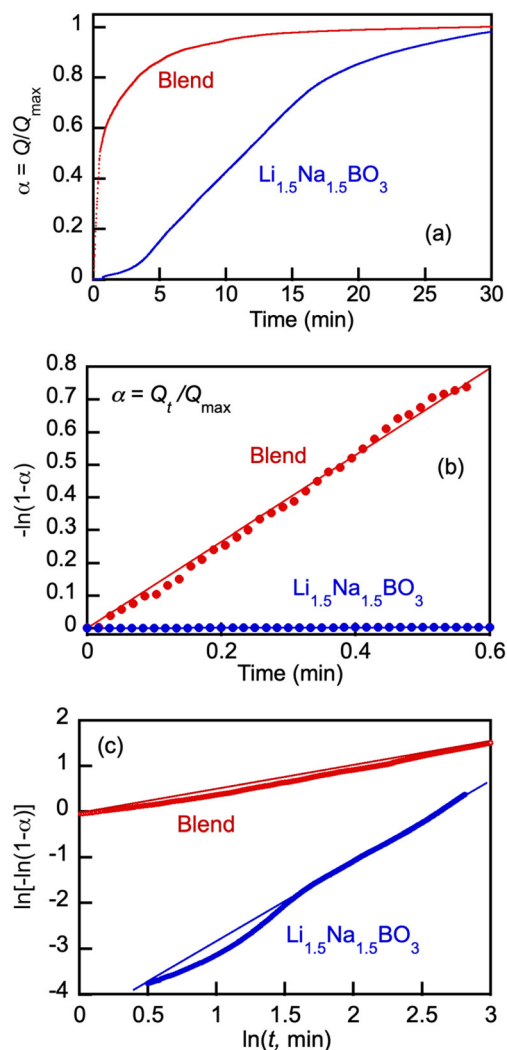 1
0.8
0.6
0.4
0.2
0
α = Q/Qmax
Blend
Li1.5Na1.5BO3
(a)
0 5 10 15 20 25 30
Time (min)
0.8
0.7
0.6
0.5
0.4
0.3
0.2
0.1
0
-ln(1-α)
α = Qt /Qmax
Blend
(b)
Li1.5Na1.5BO3
0 0.2 0.4 0.6
Time (min)
2
1
0
-1
-2
-3
-4
ln[-ln(1-α)]
(c)
Blend
Li1.5Na1.5BO3
0 0.5 1 1.5 2 2.5 3
ln(t, min)